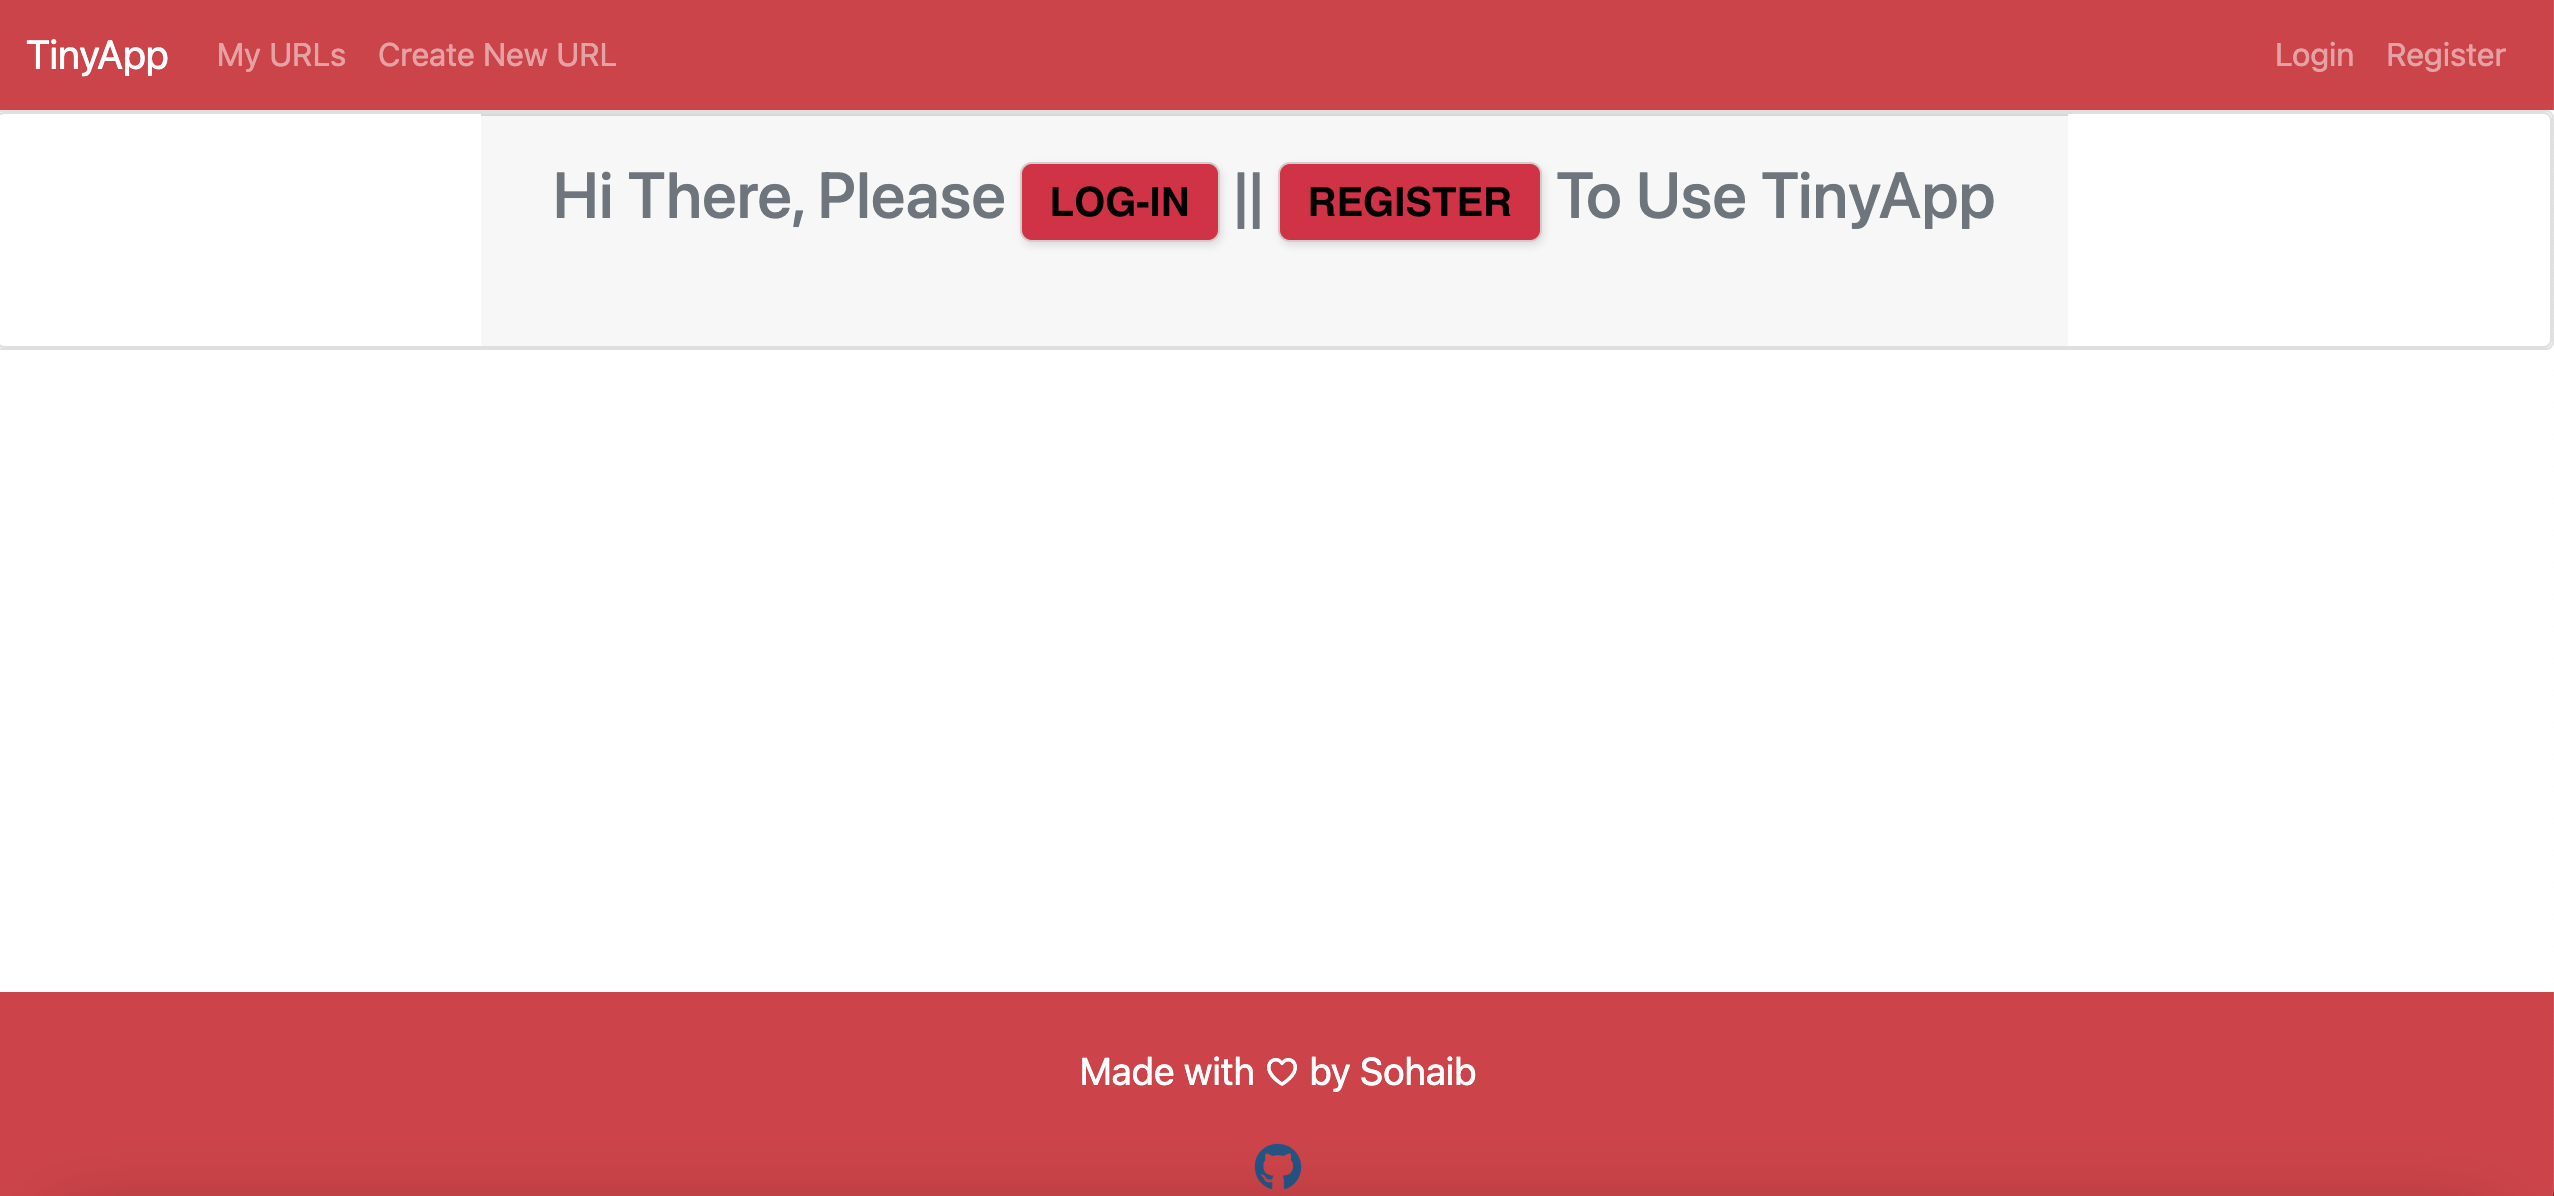 TinyApp My URLs Create New URL Login Register
Hi There, Please LOG-IN || REGISTER To Use TinyApp
Made with ♡ by Sohaib